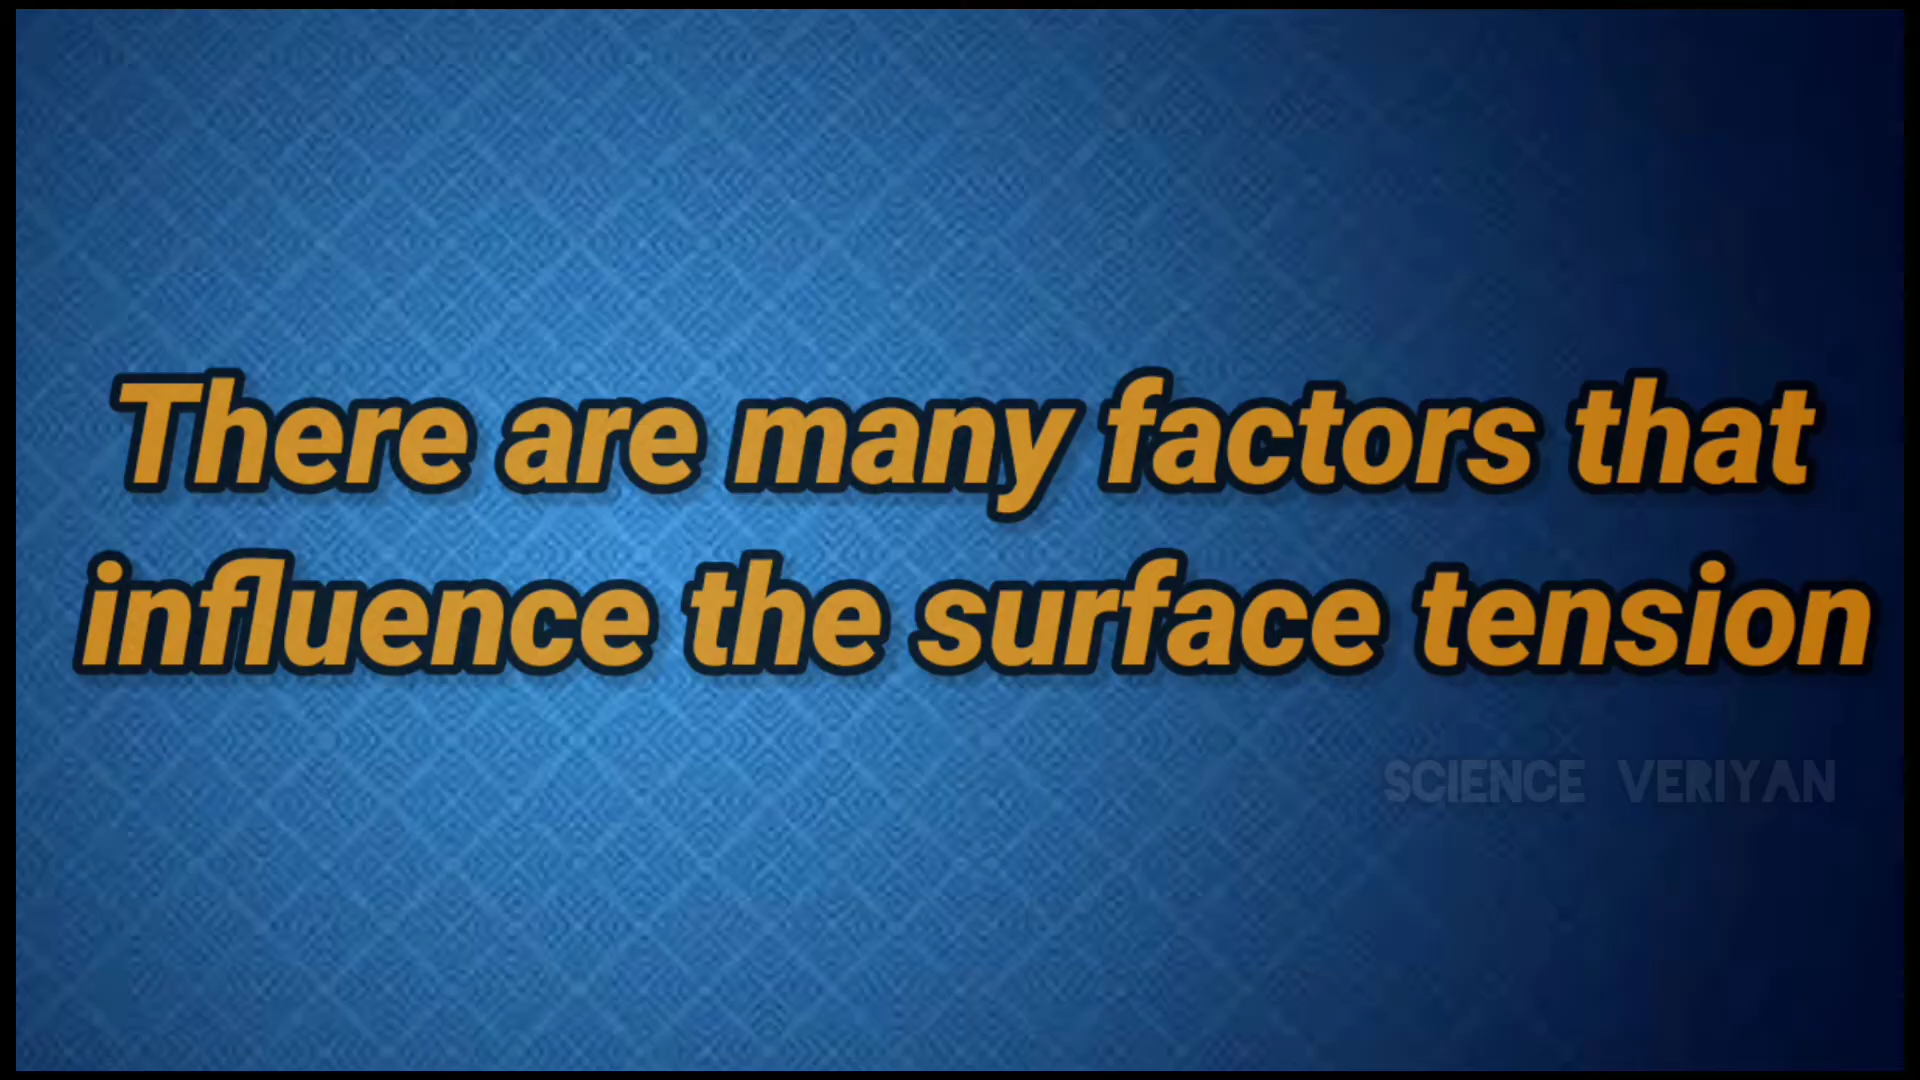 There are many factors that
influence the surface tension
SCIENCE VERIYAN